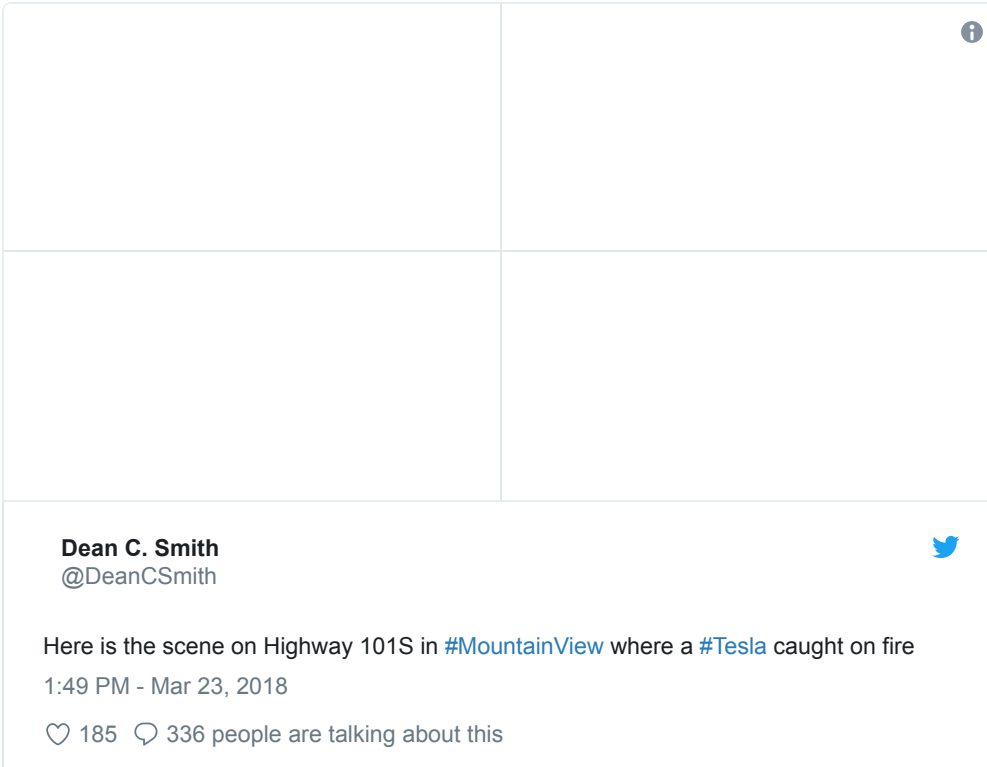 Dean C. Smith
@DeanCSmith
Here is the scene on Highway 101S in #MountainView where a #Tesla caught on fire
1:49 PM - Mar 23, 2018
185 336 people are talking about this